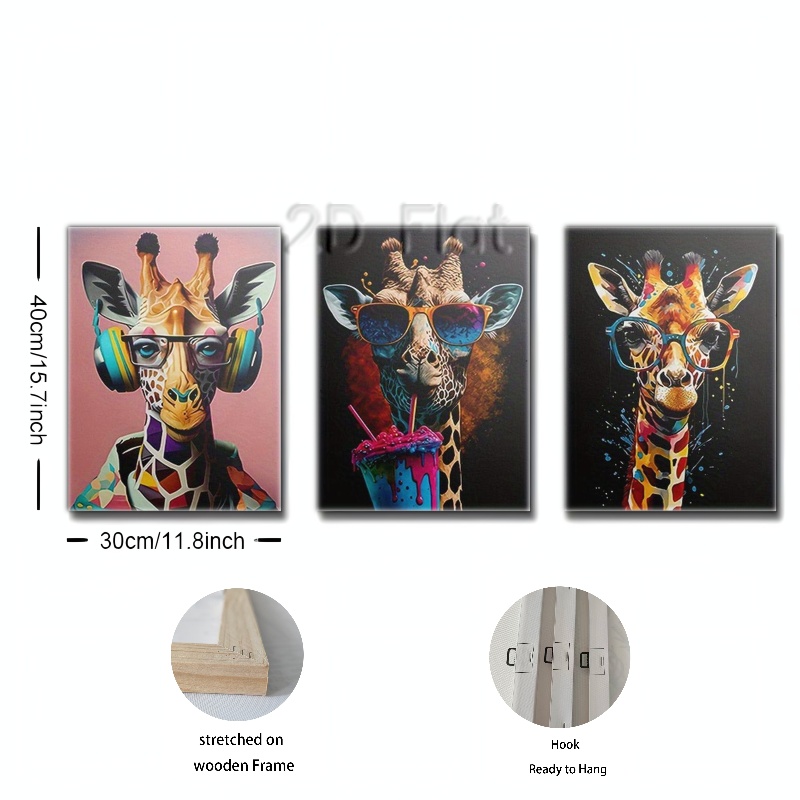 2D Flat
40cm/15.7inch
30cm/11.8inch
stretched on
wooden Frame
Hook
Ready to Hang